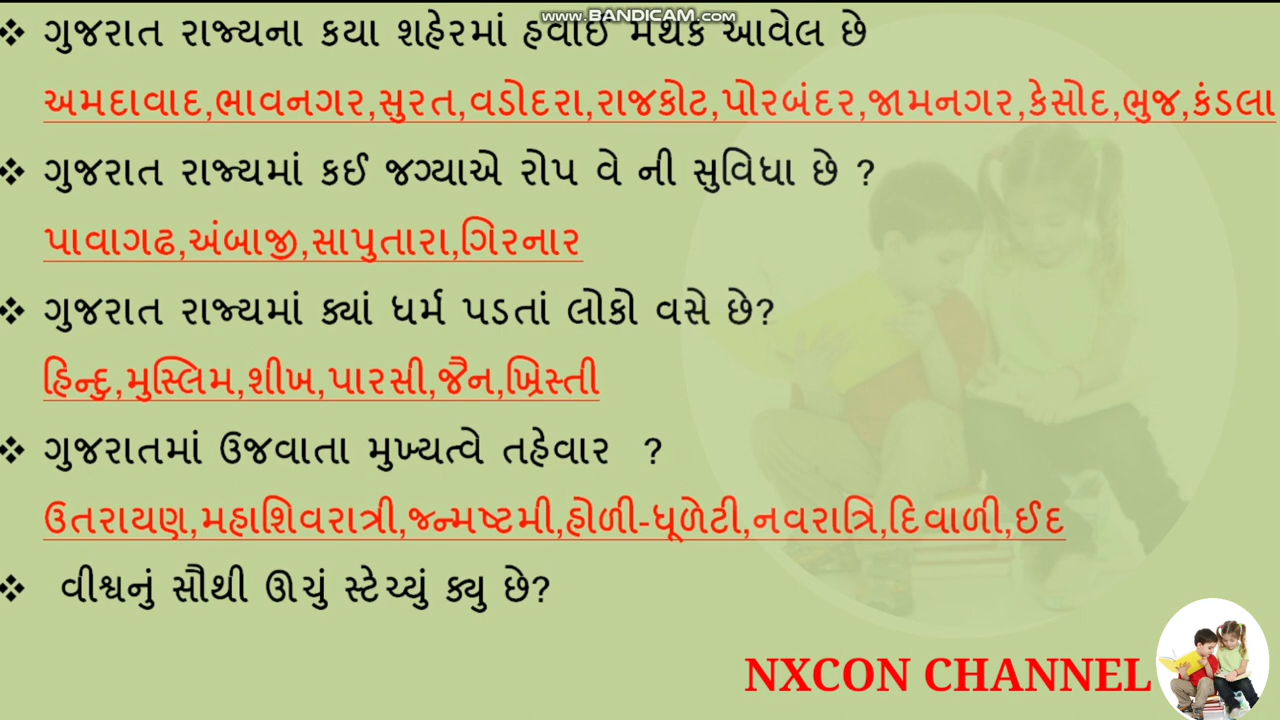 www.BANDICAM.com
❖ ગુજરાત રાજ્યના કયા શહેરમાં હવાઈ મથક આવેલ છે
અમદાવાદ,ભાવનગર,સુરત,વડોદરા,રાજકોટ,પોરબંદર,જામનગર,કેસોદ,ભુજ,કંડલા
❖ ગુજરાત રાજ્યમાં કઈ જગ્યાએ રોપ વે ની સુવિધા છે ?
પાવાગઢ,અંબાજી,સાપુતારા,ગિરનાર
❖ ગુજરાત રાજ્યમાં ક્યાં ધર્મ પડતાં લોકો વસે છે?
હિન્દુ,મુસ્લિમ,શીખ,પારસી,જૈન,ખ્રિસ્તી
❖ ગુજરાતમાં ઉજવાતા મુખ્યત્વે તહેવાર ?
ઉતરાયણ,મહાશિવરાત્રી,જન્મષ્ટમી,હોળી-ધૂળેટી,નવરાત્રિ,દિવાળી,ઈદ
❖ વીશ્વનું સૌથી ઊચું સ્ટેચ્યું ક્યુ છે?
NXCON CHANNEL